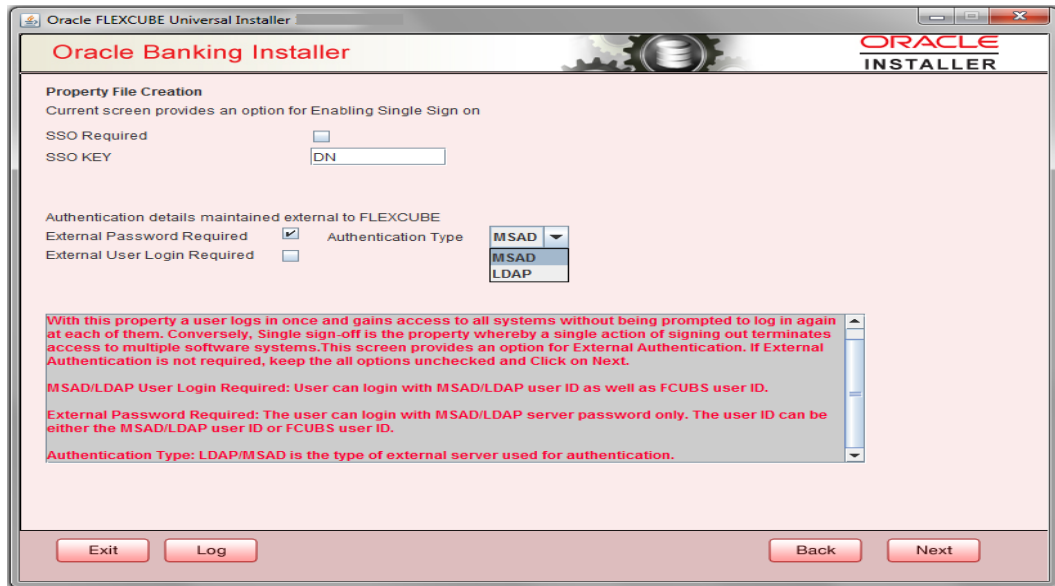 Oracle FLEXCUBE Universal Installer
Oracle Banking Installer
ORACLE
INSTALLER
Property File Creation
Current screen provides an option for Enabling Single Sign on
SSO Required
SSO KEY DN
Authentication details maintained external to FLEXCUBE
External Password Required Authentication Type MSAD
External User Login Required MSAD
LDAP
With this property a user logs in once and gains access to all systems without being prompted to log in again
at each of them. Conversely, Single sign-off is the property whereby a single action of signing out terminates
access to multiple software systems.This screen provides an option for External Authentication. If External
Authentication is not required, keep the all options unchecked and Click on Next.
MSAD/LDAP User Login Required: User can login with MSAD/LDAP user ID as well as FCUBS user ID.
External Password Required: The user can login with MSAD/LDAP server password only. The user ID can be
either the MSAD/LDAP user ID or FCUBS user ID.
Authentication Type: LDAP/MSAD is the type of external server used for authentication.
Exit Log Back Next